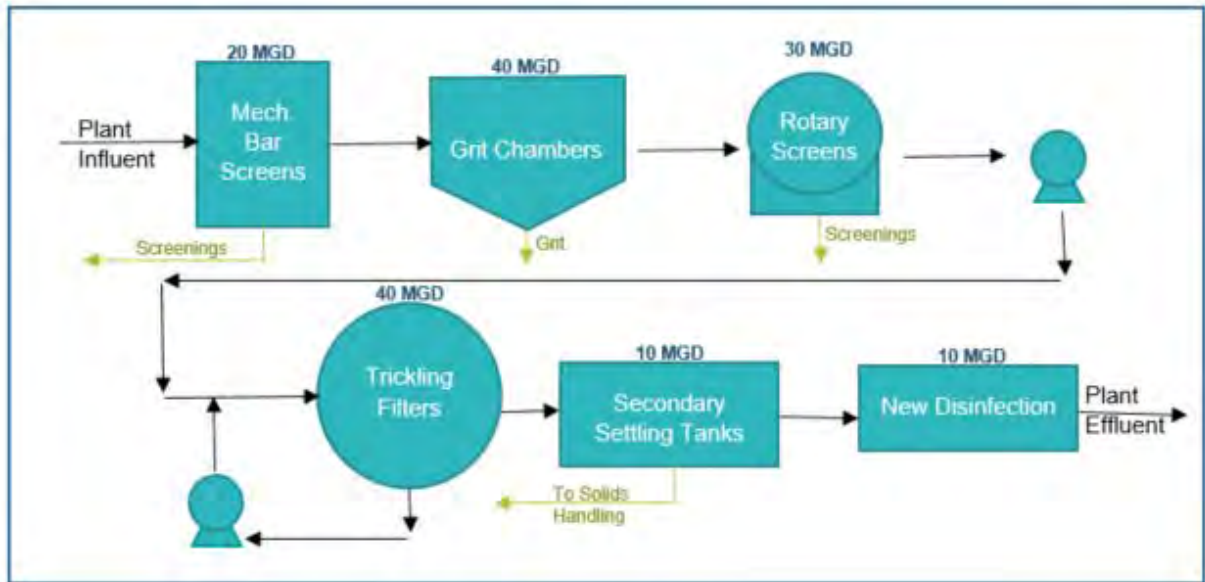 20 MGD
Mech.
Bar
Screens
Plant
Influent
Screenings
40 MGD
Grit Chambers
Grit
30 MGD
Rotary
Screens
Screenings
40 MGD
Trickling
Filters
10 MGD
Secondary
Settling Tanks
To Solids
Handling
10 MGD
New Disinfection
Plant
Effluent